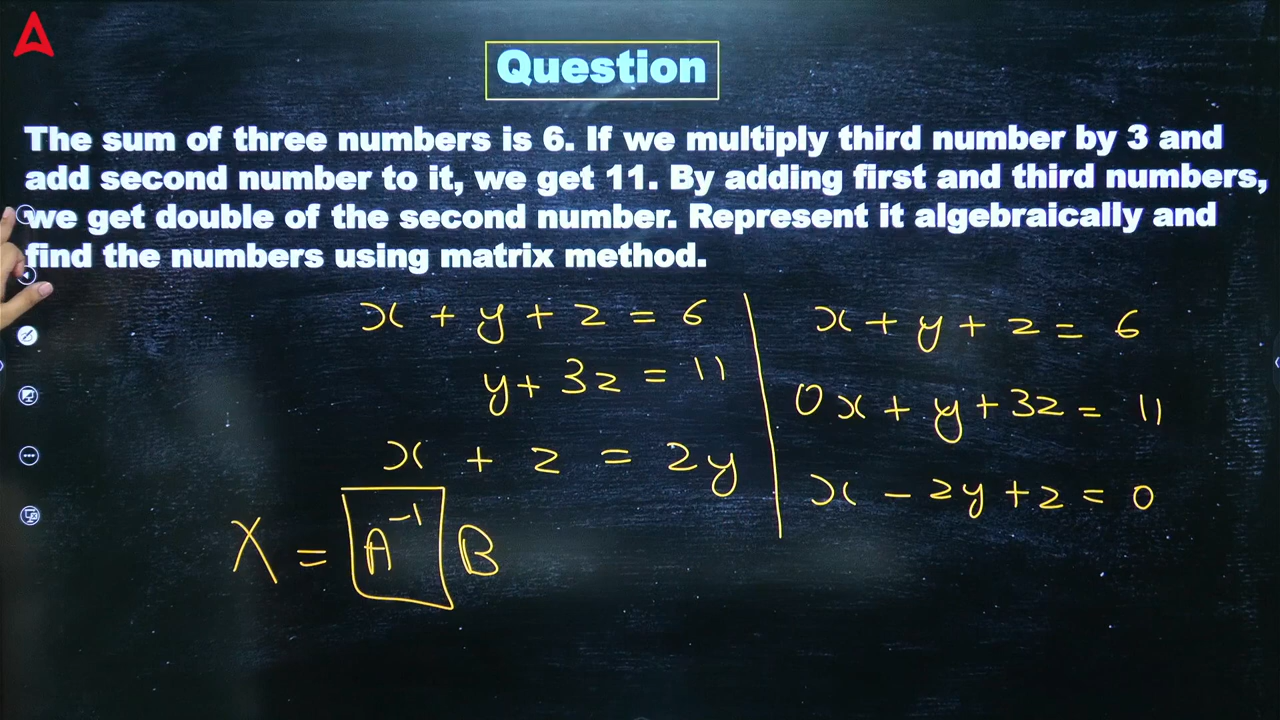 Question
The sum of three numbers is 6. If we multiply third number by 3 and
add second number to it, we get 11. By adding first and third numbers,
we get double of the second number. Represent it algebraically and
find the numbers using matrix method.
x + y + z = 6
y + 3z = 11
x + z = 2y
x + y + z = 6
0x + y + 3z = 11
x - 2y + z = 0
X = A⁻¹ B